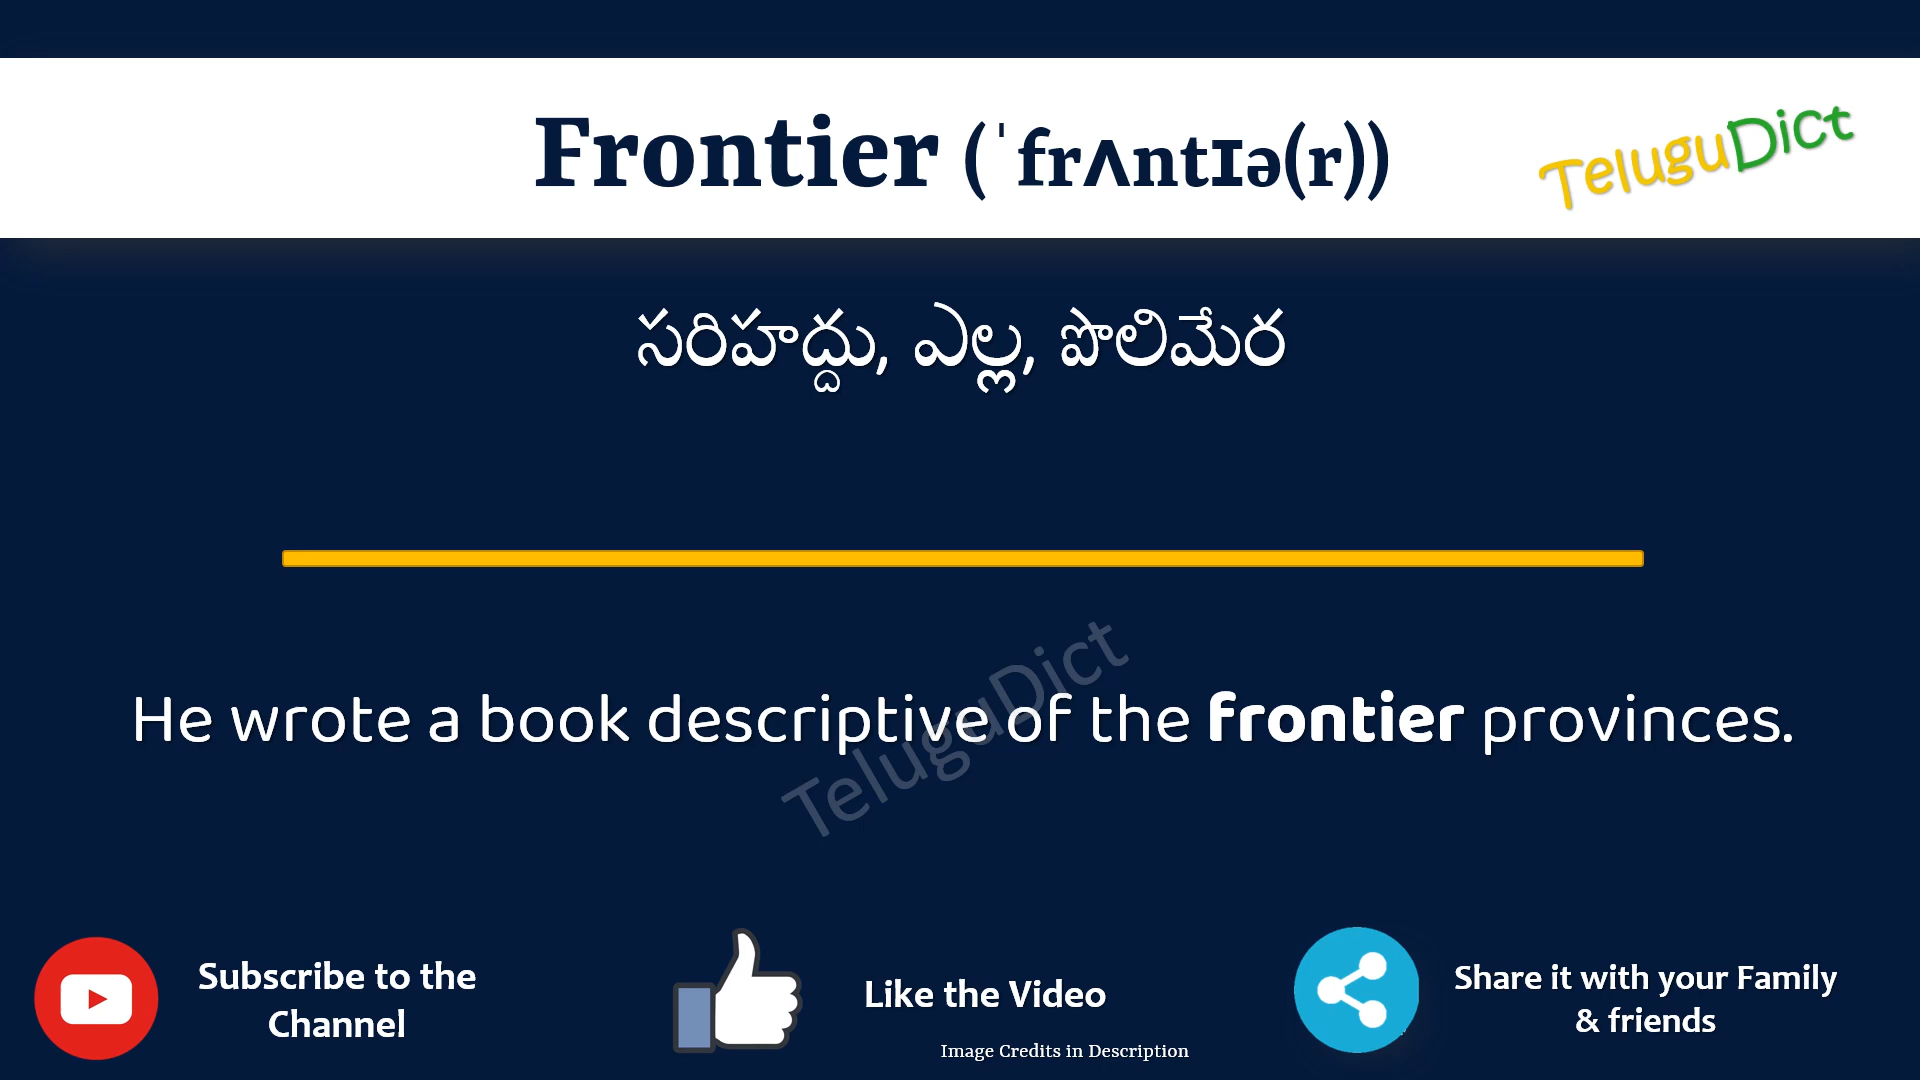 Frontier (ˈfrʌntɪə(r))
TeluguDict
సరిహద్దు, ఎల్ల, పొలిమేర
He wrote a book descriptive of the frontier provinces.
TeluguDict
Subscribe to the
Channel
Like the Video
Share it with your Family
& friends
Image Credits in Description